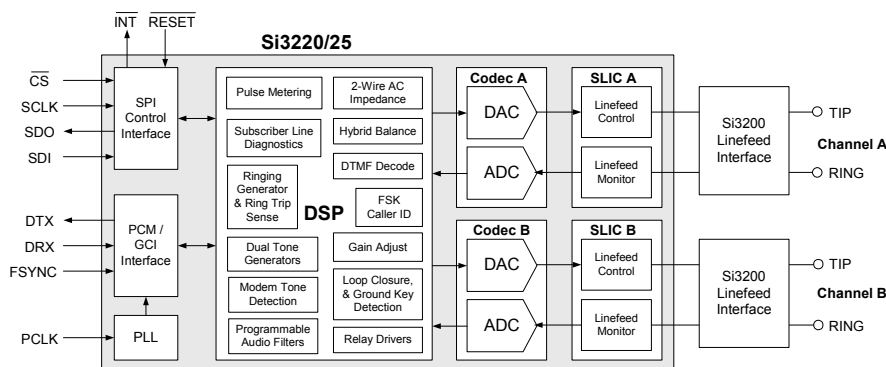 INT
RESET
Si3220/25
CS
SCLK
SDO
SDI
SPI
Control
Interface
DTX
DRX
FSYNC
PCM /
GCI
Interface
PCLK
PLL
DSP
Pulse Metering
Subscriber Line
Diagnostics
Ringing
Generator
& Ring Trip
Sense
Dual Tone
Generators
Modem Tone
Detection
Programmable
Audio Filters
2-Wire AC
Impedance
Hybrid Balance
DTMF Decode
FSK
Caller ID
Gain Adjust
Loop Closure,
& Ground Key
Detection
Relay Drivers
Codec A
DAC
ADC
SLIC A
Linefeed
Control
Linefeed
Monitor
Si3200
Linefeed
Interface
TIP
Channel A
RING
Codec B
DAC
ADC
SLIC B
Linefeed
Control
Linefeed
Monitor
Si3200
Linefeed
Interface
TIP
Channel B
RING